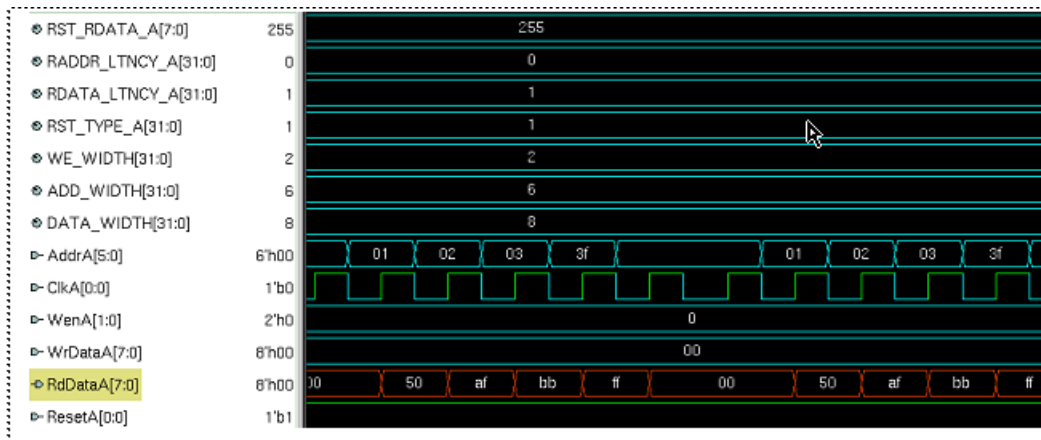 RST_RDATA_A[7:0] 255 255
RADDR_LTNCY_A[31:0] 0 0
RDATA_LTNCY_A[31:0] 1 1
RST_TYPE_A[31:0] 1 1
WE_WIDTH[31:0] 2 2
ADD_WIDTH[31:0] 6 6
DATA_WIDTH[31:0] 8 8
AddrA[5:0] 6'h00 01 02 03 3f 01 02 03 3f
ClkA[0:0] 1'b0
WenA[1:0] 2'h0 0
WrDataA[7:0] 8'h00 00
RdDataA[7:0] 8'h00 00 50 af bb ff 00 50 af bb ff
ResetA[0:0] 1'b1